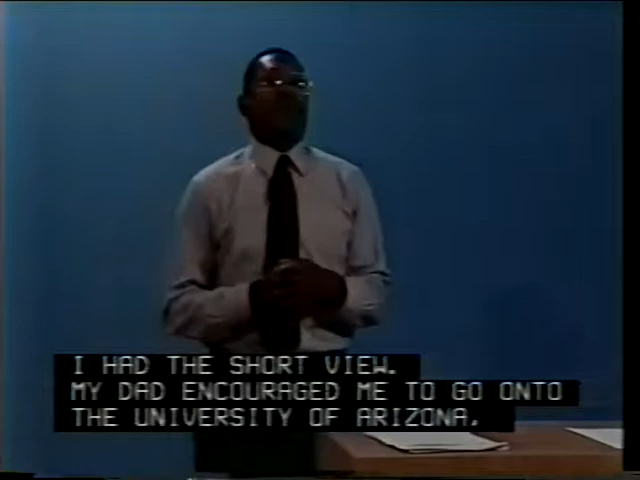 I HAD THE SHORT VIEW.
MY DAD ENCOURAGED ME TO GO ONTO
THE UNIVERSITY OF ARIZONA.